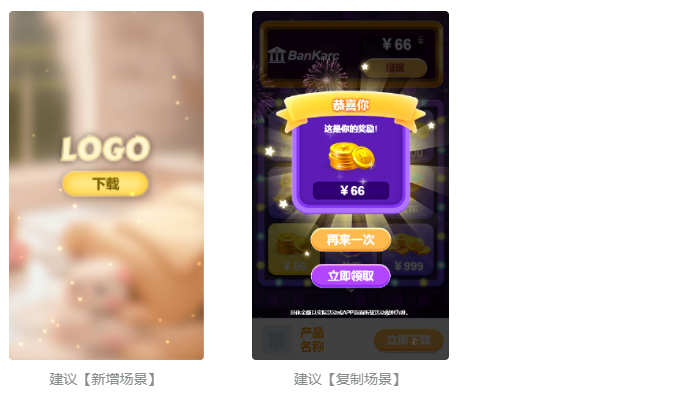 LOGO
下载
建议【新增场景】
BanKarc
￥66
提现
恭喜你
这是你的奖励!
￥66
再来一次
￥66
￥999
立即领取
产品
名称
立即下载
建议【复制场景】